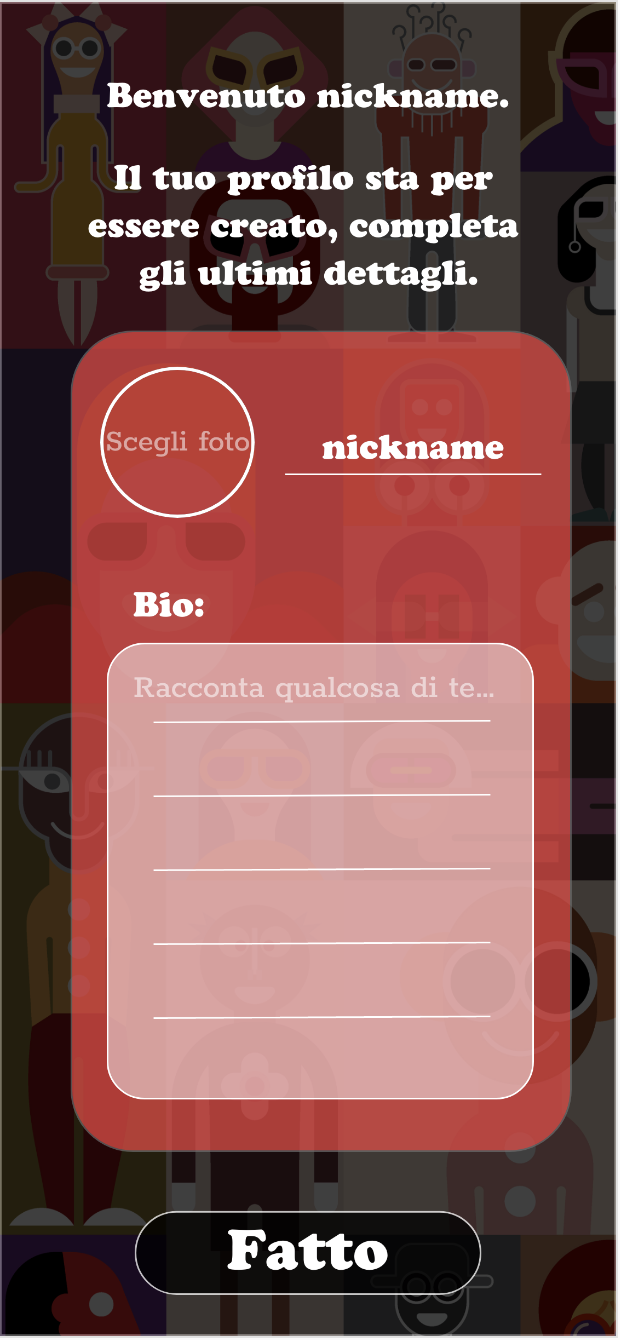 Benvenuto nickname.
Il tuo profilo sta per
essere creato, completa
gli ultimi dettagli.
Scegli foto
nickname
Bio:
Racconta qualcosa di te...
Fatto